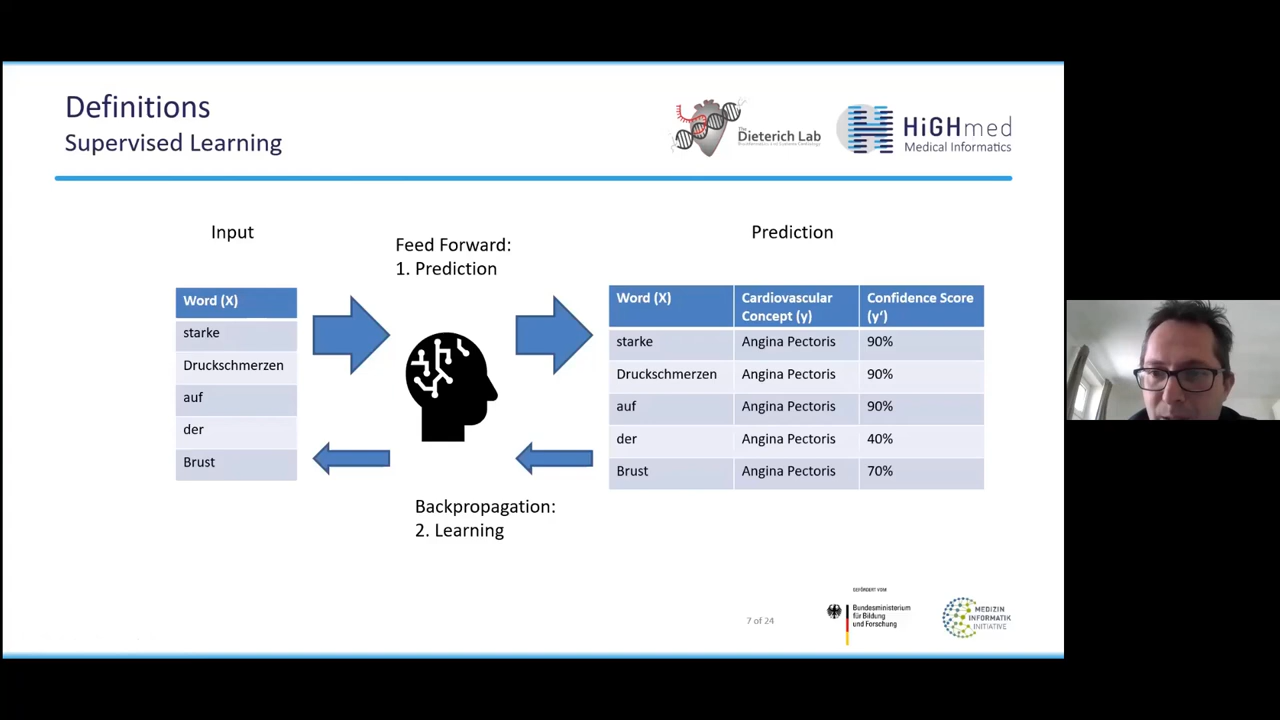 Definitions
Supervised Learning
The
Dieterich Lab
HiGHmed
Medical Informatics
Input
Feed Forward:
1. Prediction
Prediction
Word (X)
starke
Druckschmerzen
auf
der
Brust
Word (X) Cardiovascular Concept (y) Confidence Score (y')
starke Angina Pectoris 90%
Druckschmerzen Angina Pectoris 90%
auf Angina Pectoris 90%
der Angina Pectoris 40%
Brust Angina Pectoris 70%
Backpropagation:
2. Learning
7 of 24
GEFÖRDERT VOM
Bundesministerium
für Bildung
und Forschung
MEDIZIN
INFORMATIK
INITIATIVE